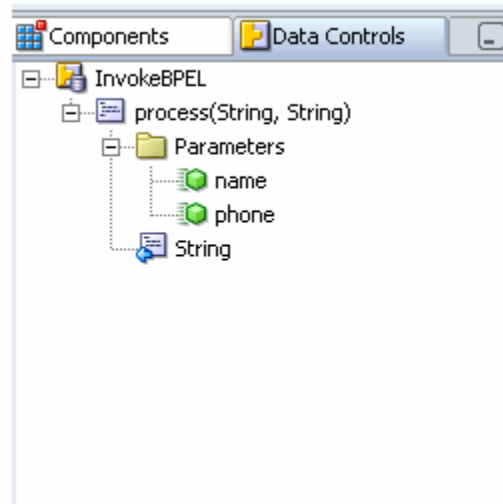 Components Data Controls
InvokeBPEL
process(String, String)
Parameters
name
phone
String